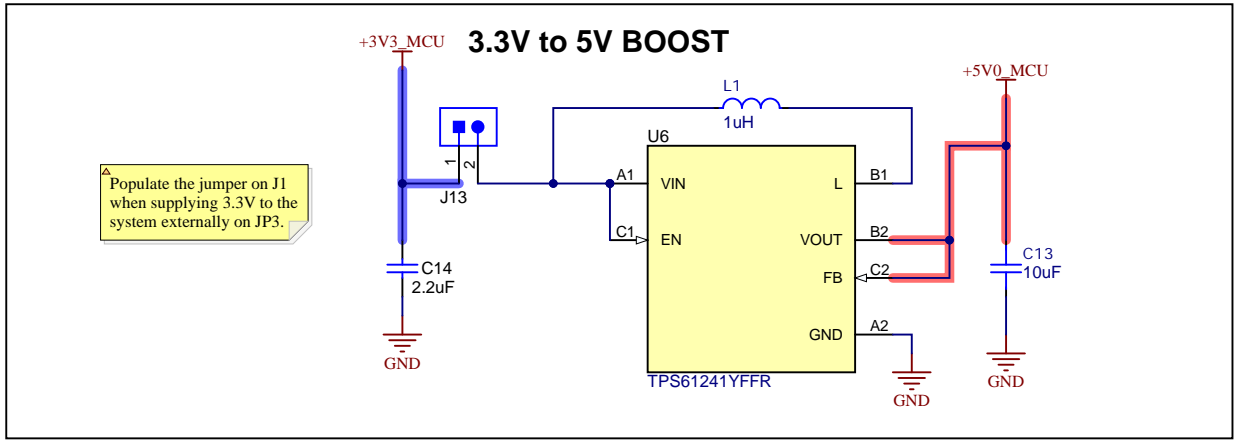 3.3V to 5V BOOST
+3V3_MCU
+5V0_MCU
L1
1uH
U6
1
2
J13
A1
VIN
L
B1
C1
EN
VOUT
B2
FB
C2
GND
A2
Populate the jumper on J1
when supplying 3.3V to the
system externally on JP3.
C14
2.2uF
C13
10uF
GND
TPS61241YFFR
GND
GND